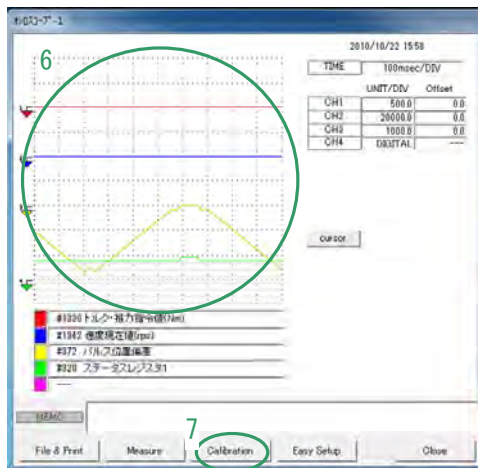 ｵｼﾛｽｺｰﾌﾟ-1
6
2010/10/22 15:58
TIME 100msec/DIV
UNIT/DIV Offset
CH1 500.0 0.0
CH2 20000.0 0.0
CH3 1000.0 0.0
CH4 DIGITAL ---
cursor
トルク・推力指令値(Nm)
速度現在値(rps)
パルス位置偏差
ステータスレジスタ1
---
MEMO
7
File & Print Measure Calibration Easy Setup Close